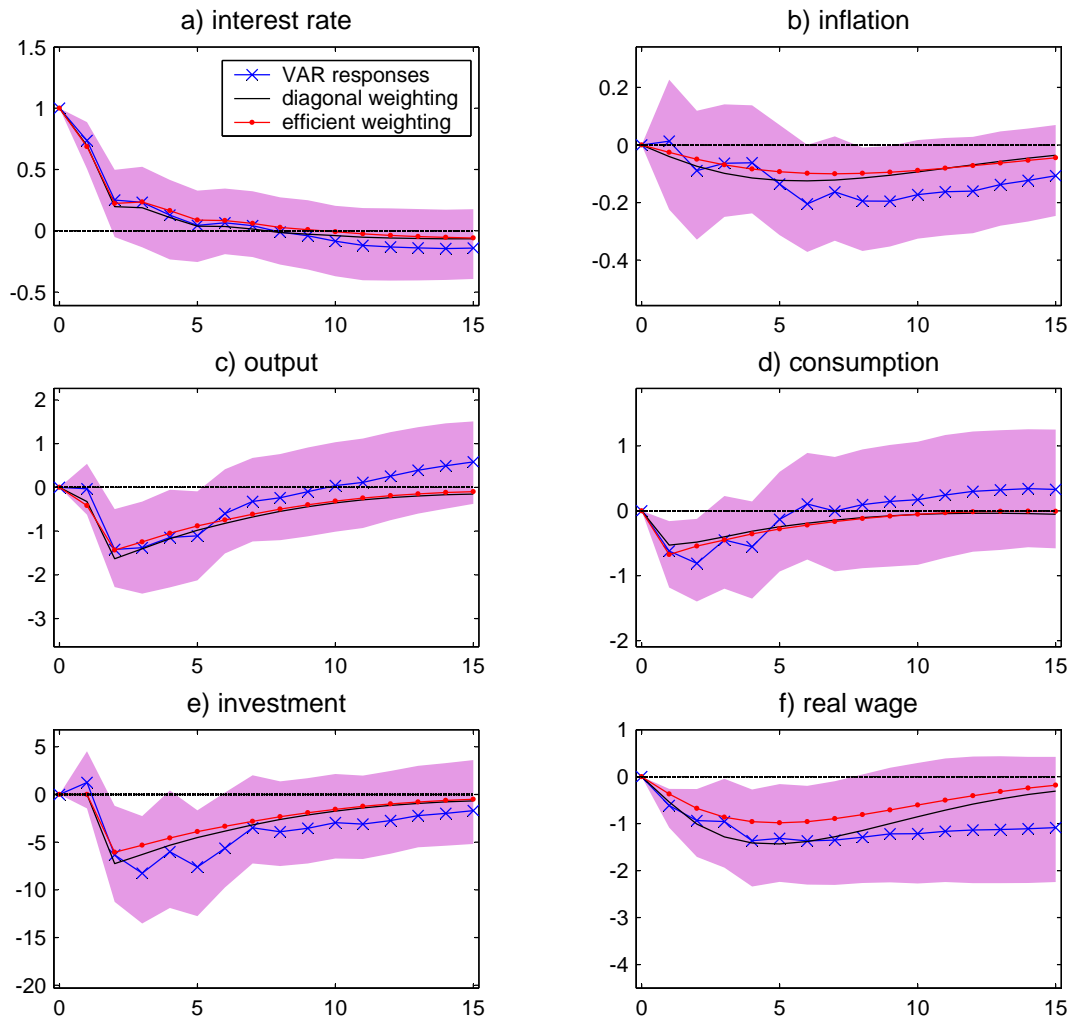 a) interest rate
1.5
1
0.5
0
-0.5
0 5 10 15
VAR responses
diagonal weighting
efficient weighting
b) inflation
0.2
0
-0.2
-0.4
0 5 10 15
c) output
2
1
0
-1
-2
-3
0 5 10 15
d) consumption
1
0
-1
-2
0 5 10 15
e) investment
5
0
-5
-10
-20
0 5 10 15
f) real wage
1
0
-1
-2
-3
-4
0 5 10 15